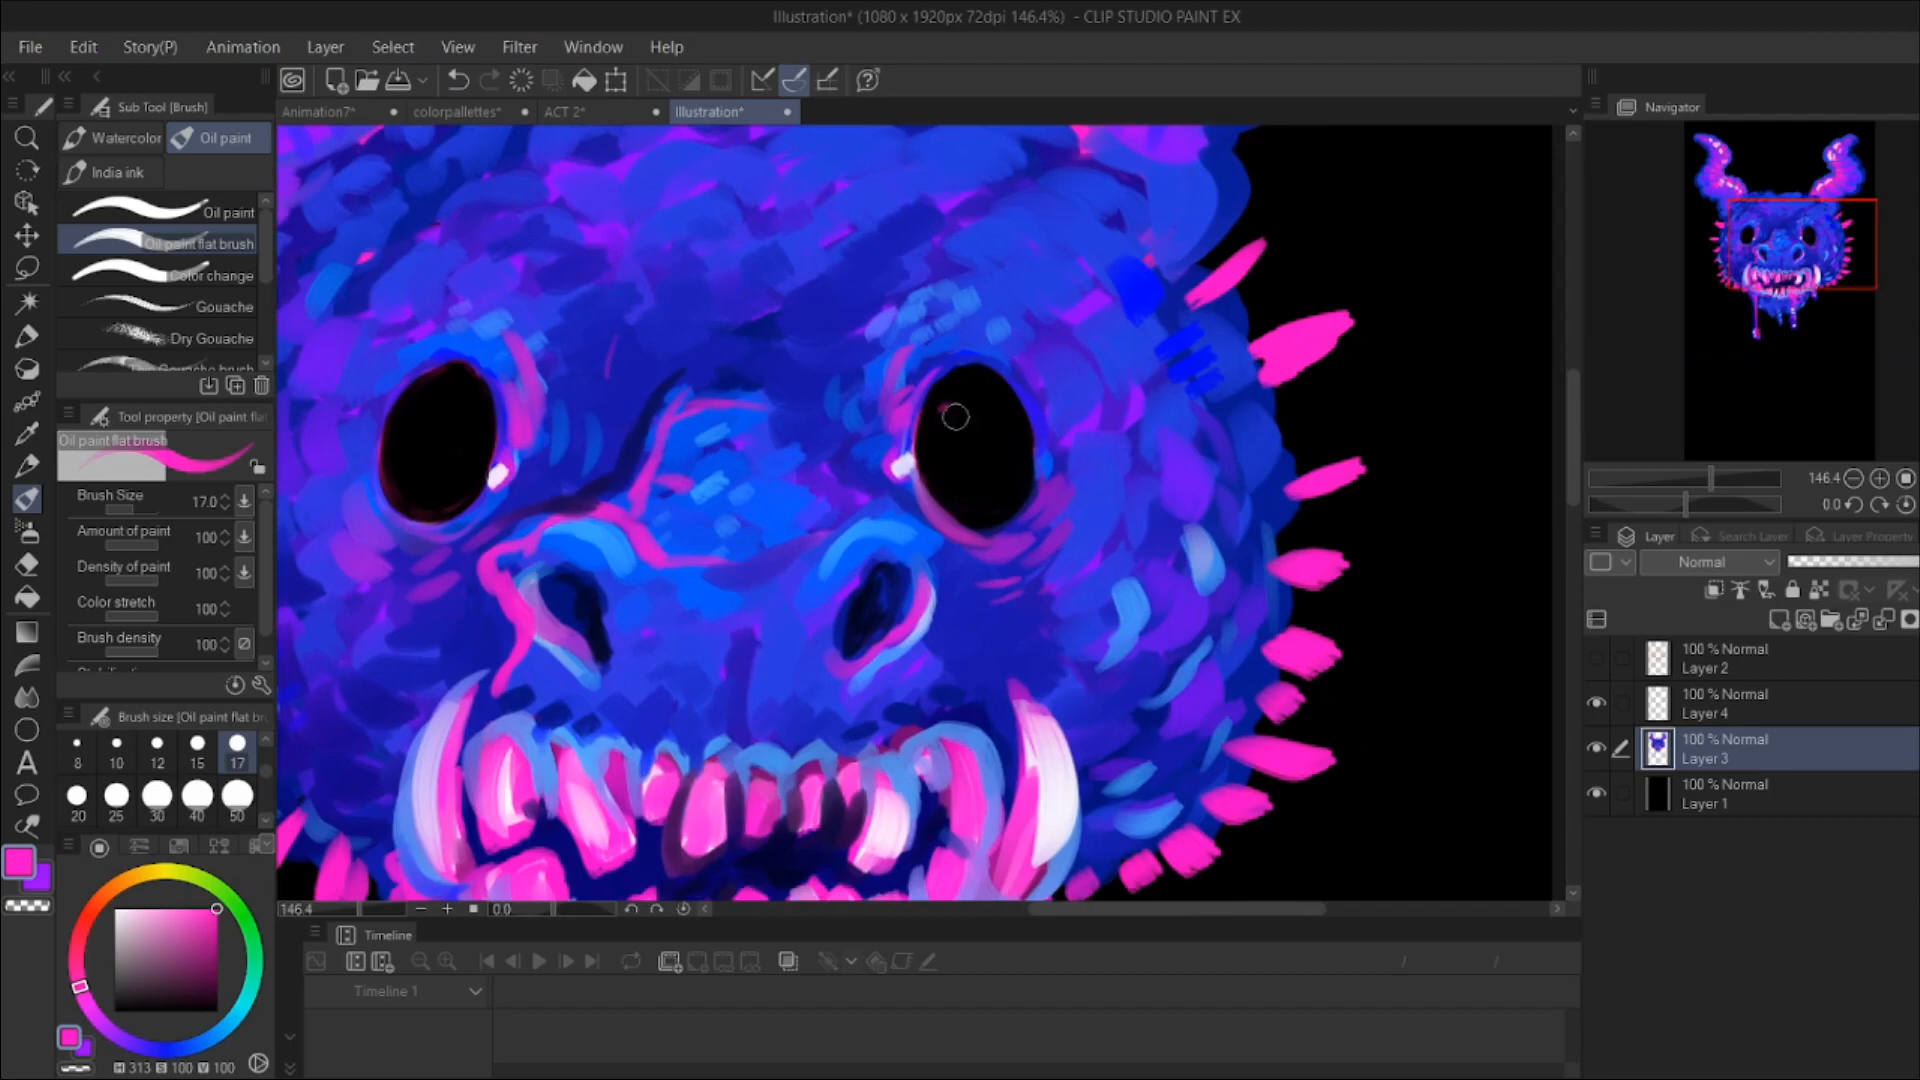 Illustration* (1080 x 1920px 72dpi 146.4%) - CLIP STUDIO PAINT EX
File Edit Story(P) Animation Layer Select View Filter Window Help
Sub Tool [Brush]
Animation7* colorpallettes* ACT 2* Illustration*
Navigator
Watercolor Oil paint
India ink
Oil paint
Oil paint flat brush
Color change
Gouache
Dry Gouache
Tool property [Oil paint flat
Oil paint flat brush
Brush Size 17.0
Amount of paint 100
Density of paint 100
Color stretch 100
Brush density 100
146.4
0.0
Layer Search Layer Layer Property
Normal
100 % Normal
Layer 2
100 % Normal
Layer 4
100 % Normal
Layer 3
100 % Normal
Layer 1
Brush size [Oil paint flat br
8 10 12 15 17
20 25 30 40 50
146.4 0.0
Timeline
Timeline 1
H 313 S 100 V 100